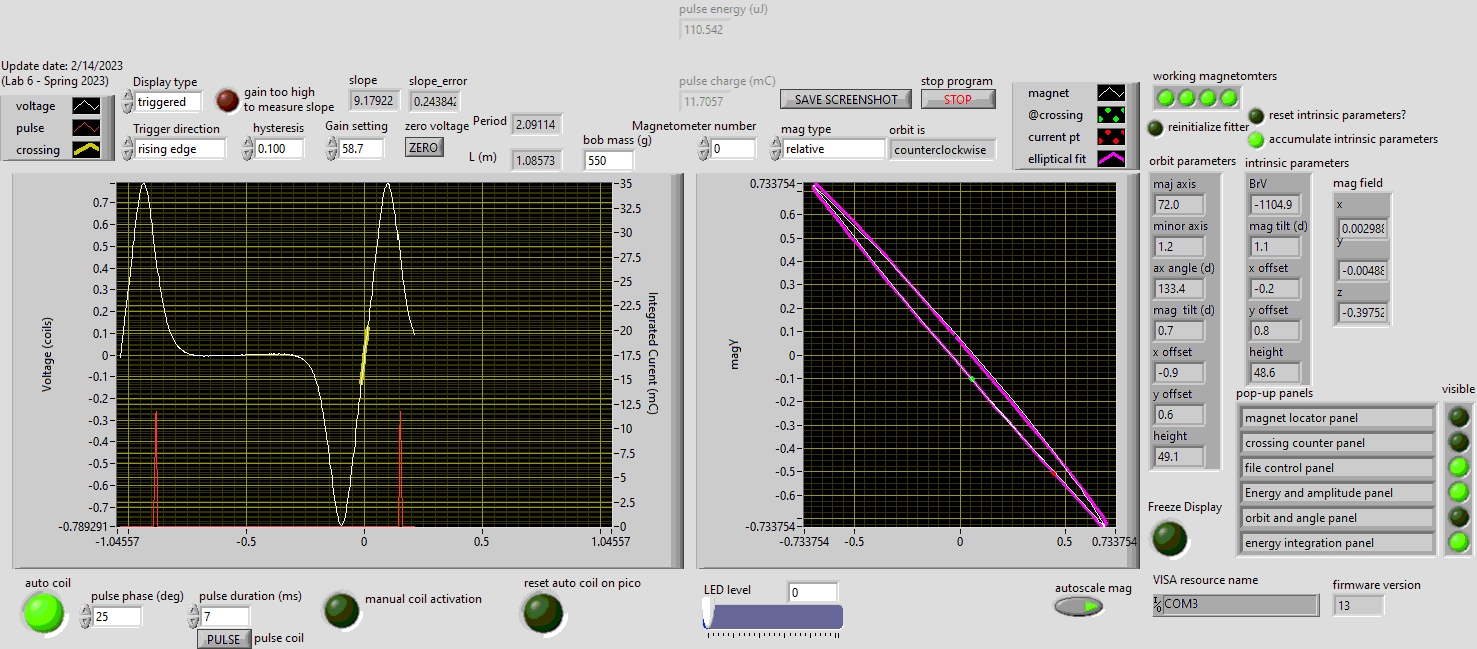 pulse energy (uJ)
110.542
Update date: 2/14/2023
(Lab 6 - Spring 2023)
voltage
pulse
crossing
Display type
triggered
gain too high
to measure slope
slope
9.17922
slope_error
0.243842
Trigger direction
rising edge
hysteresis
0.100
Gain setting
58.7
zero voltage
ZERO
Period
2.09114
L (m)
1.08573
bob mass (g)
550
pulse charge (mC)
11.7057
SAVE SCREENSHOT
stop program
STOP
Magnetometer number
0
mag type
relative
orbit is
counterclockwise
magnet
@crossing
current pt
elliptical fit
working magnetomters
reinitialize fitter
reset intrinsic parameters?
accumulate intrinsic parameters
Voltage (coils)
0.7
0.6
0.5
0.4
0.3
0.2
0.1
0
-0.1
-0.2
-0.3
-0.4
-0.5
-0.6
-0.7
-0.789291
-1.04557
-0.5
0
0.5
1.04557
35
32.5
30
27.5
25
22.5
20
17.5
15
12.5
10
7.5
5
2.5
0
Integrated Curent (mC)
magY
0.733754
0.6
0.5
0.4
0.3
0.2
0.1
0
-0.1
-0.2
-0.3
-0.4
-0.5
-0.6
-0.733754
-0.733754
-0.5
0
0.5
0.733754
orbit parameters
maj axis
72.0
minor axis
1.2
ax angle (d)
133.4
mag tilt (d)
0.7
x offset
-0.9
y offset
0.6
height
49.1
intrinsic parameters
BrV
-1104.9
mag tilt (d)
1.1
x offset
-0.2
y offset
0.8
height
48.6
mag field
x
0.002988
y
-0.00488
z
-0.39752
pop-up panels
visible
magnet locator panel
crossing counter panel
file control panel
Energy and amplitude panel
orbit and angle panel
energy integration panel
Freeze Display
auto coil
pulse phase (deg)
25
pulse duration (ms)
7
PULSE
pulse coil
manual coil activation
reset auto coil on pico
LED level
0
autoscale mag
VISA resource name
COM3
firmware version
13